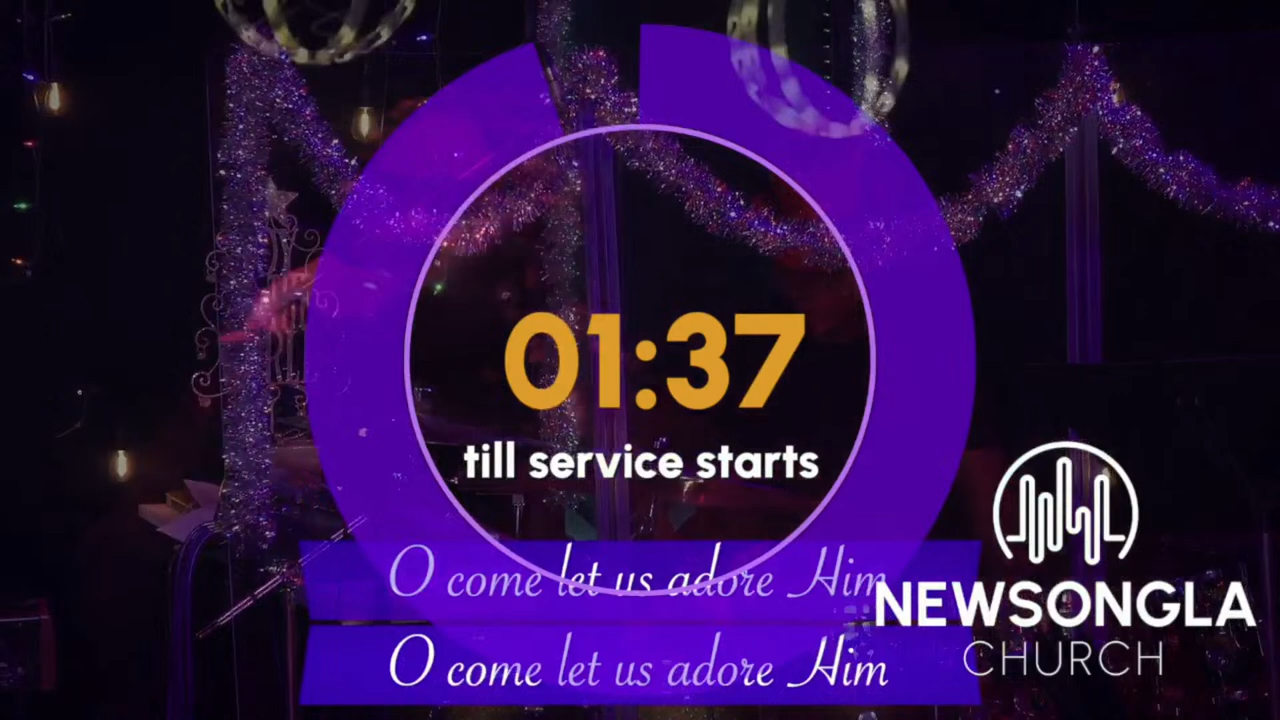 01:37
till service starts
O come let us adore Him
O come let us adore Him
NEWSONGLA
CHURCH